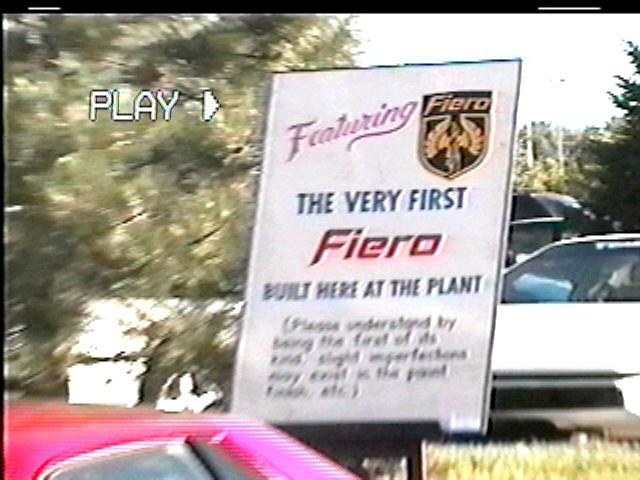 PLAY
Featuring Fiero
THE VERY FIRST
Fiero
BUILT HERE AT THE PLANT
(Please understand by
being the first of its
kind, slight imperfections
may exist in the paint
finish, etc.)